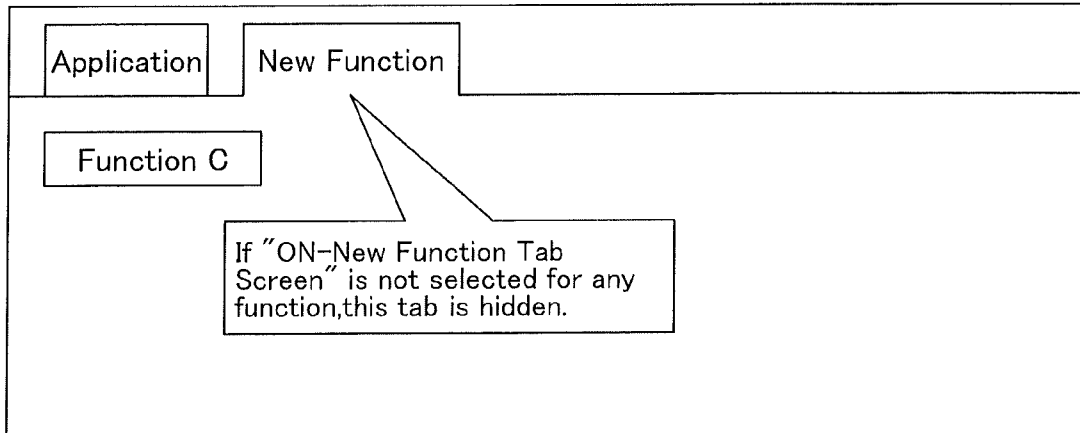 Application
New Function
Function C
If "ON-New Function Tab
Screen" is not selected for any
function,this tab is hidden.